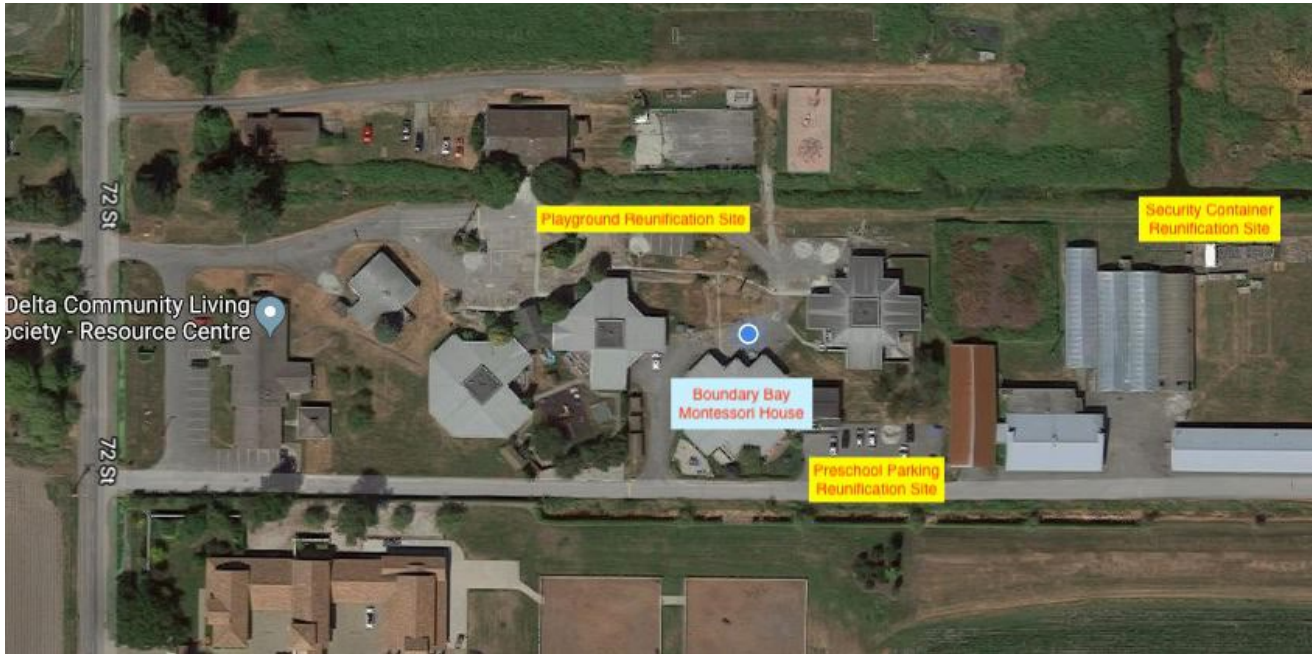 72 St
Playground Reunification Site
Security Container
Reunification Site
Delta Community Living
ociety - Resource Centre
Boundary Bay
Montessori House
72 St
Preschool Parking
Reunification Site